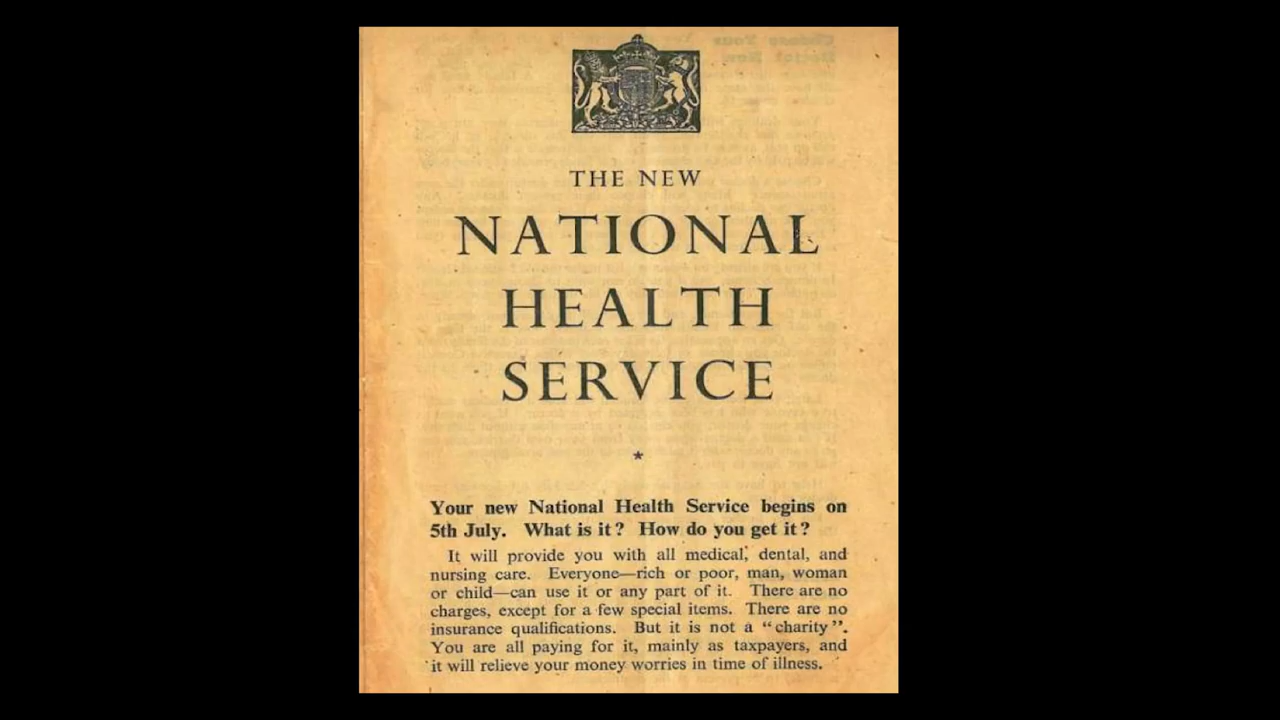 THE NEW
NATIONAL
HEALTH
SERVICE
*
Your new National Health Service begins on
5th July. What is it? How do you get it?
It will provide you with all medical, dental, and
nursing care. Everyone—rich or poor, man, woman
or child—can use it or any part of it. There are no
charges, except for a few special items. There are no
insurance qualifications. But it is not a "charity".
You are all paying for it, mainly as taxpayers, and
it will relieve your money worries in time of illness.